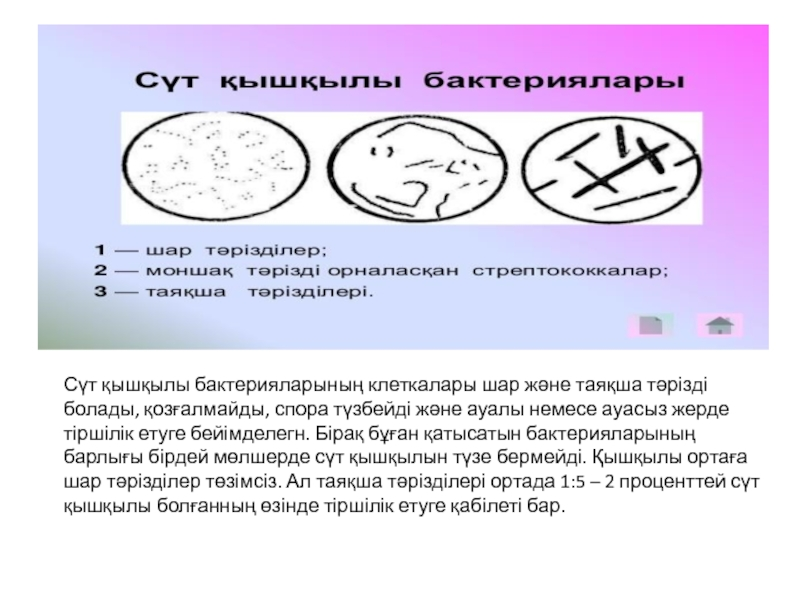 Сүт қышқылы бактериялары
1 — шар тәрізділер;
2 — моншақ тәрізді орналасқан стрептококкалар;
3 — таяқша тәрізділері.
Сүт қышқылы бактерияларының клеткалары шар және таяқша тәрізді
болады, қозғалмайды, спора түзбейді және ауалы немесе ауасыз жерде
тіршілік етуге бейімделегн. Бірақ бұған қатысатын бактерияларының
барлығы бірдей мөлшерде сүт қышқылын түзе бермейді. Қышқылы ортаға
шар тәрізділер төзімсіз. Ал таяқша тәрізділері ортада 1:5 – 2 проценттей сүт
қышқылы болғанның өзінде тіршілік етуге қабілеті бар.